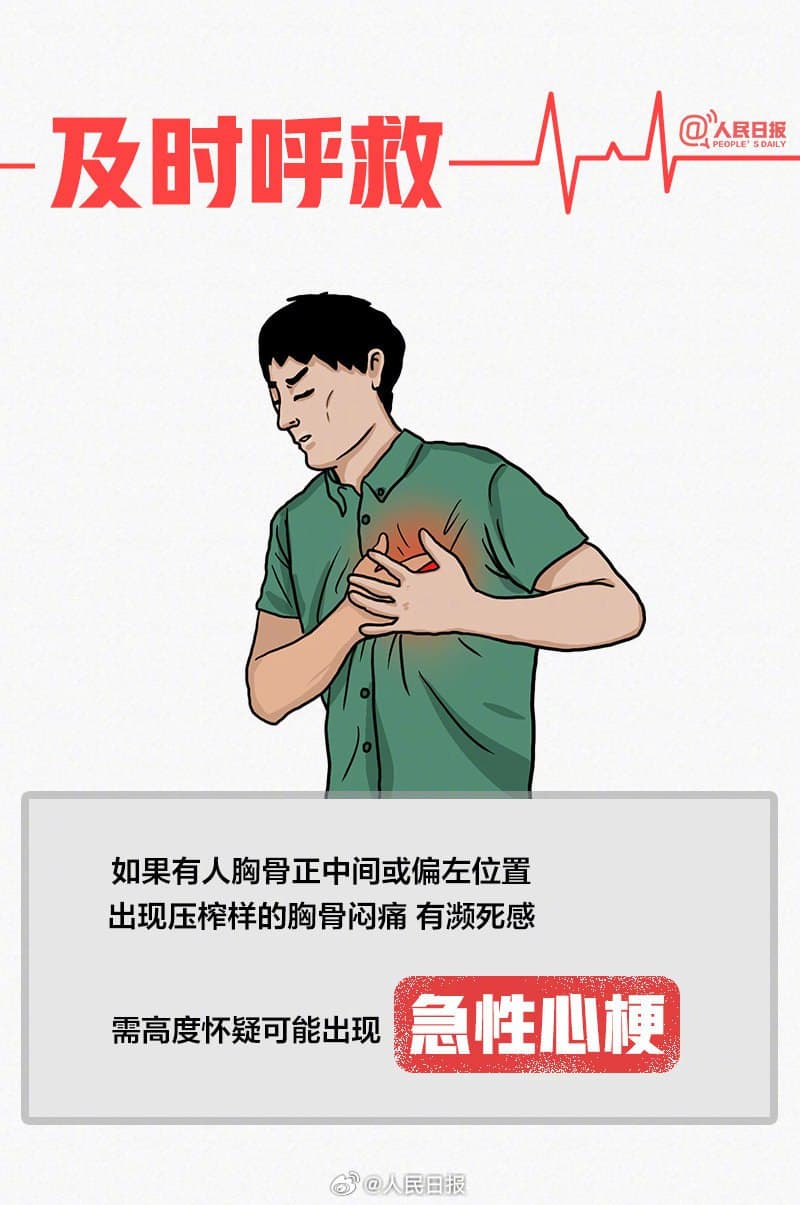 及时呼救
@人民日报
PEOPLE'S DAILY
如果有人胸骨正中间或偏左位置
出现压榨样的胸骨闷痛 有濒死感
需高度怀疑可能出现 急性心梗
@人民日报